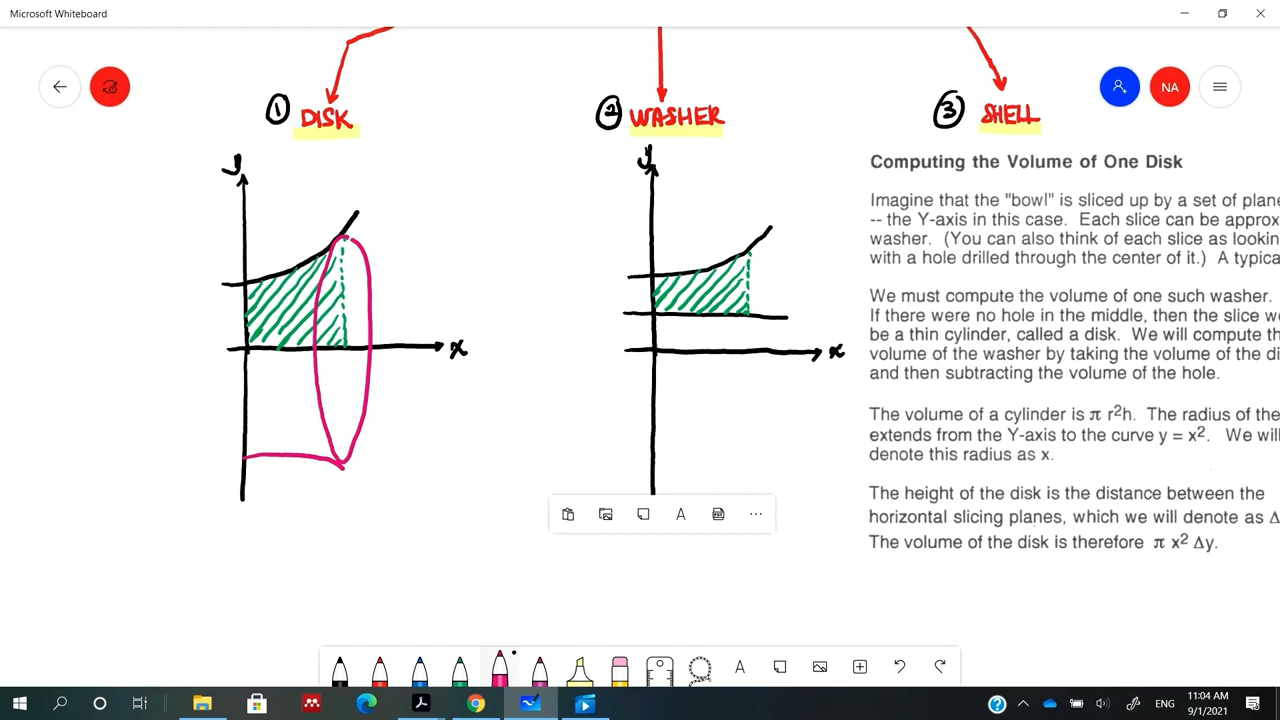 Microsoft Whiteboard
NA
① DISK
② WASHER
③ SHELL
y
x
y
x
Computing the Volume of One Disk
Imagine that the "bowl" is sliced up by a set of plane
-- the Y-axis in this case. Each slice can be approx
washer. (You can also think of each slice as lookin
with a hole drilled through the center of it.) A typica
We must compute the volume of one such washer.
If there were no hole in the middle, then the slice w
be a thin cylinder, called a disk. We will compute th
volume of the washer by taking the volume of the di
and then subtracting the volume of the hole.
The volume of a cylinder is π r²h. The radius of the
extends from the Y-axis to the curve y = x². We will
denote this radius as x.
The height of the disk is the distance between the
horizontal slicing planes, which we will denote as Δ
The volume of the disk is therefore π x² Δy.
ENG
11:04 AM
9/1/2021